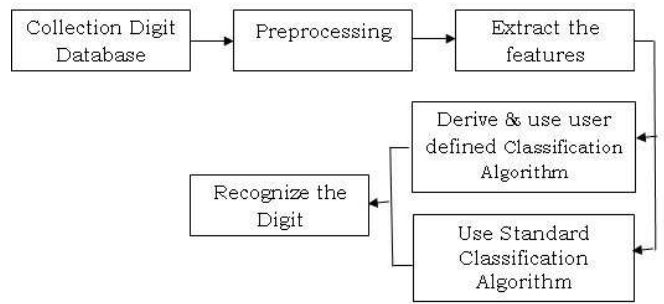 Collection Digit
Database
Preprocessing
Extract the
features
Derive & use user
defined Classification
Algorithm
Recognize the
Digit
Use Standard
Classification
Algorithm